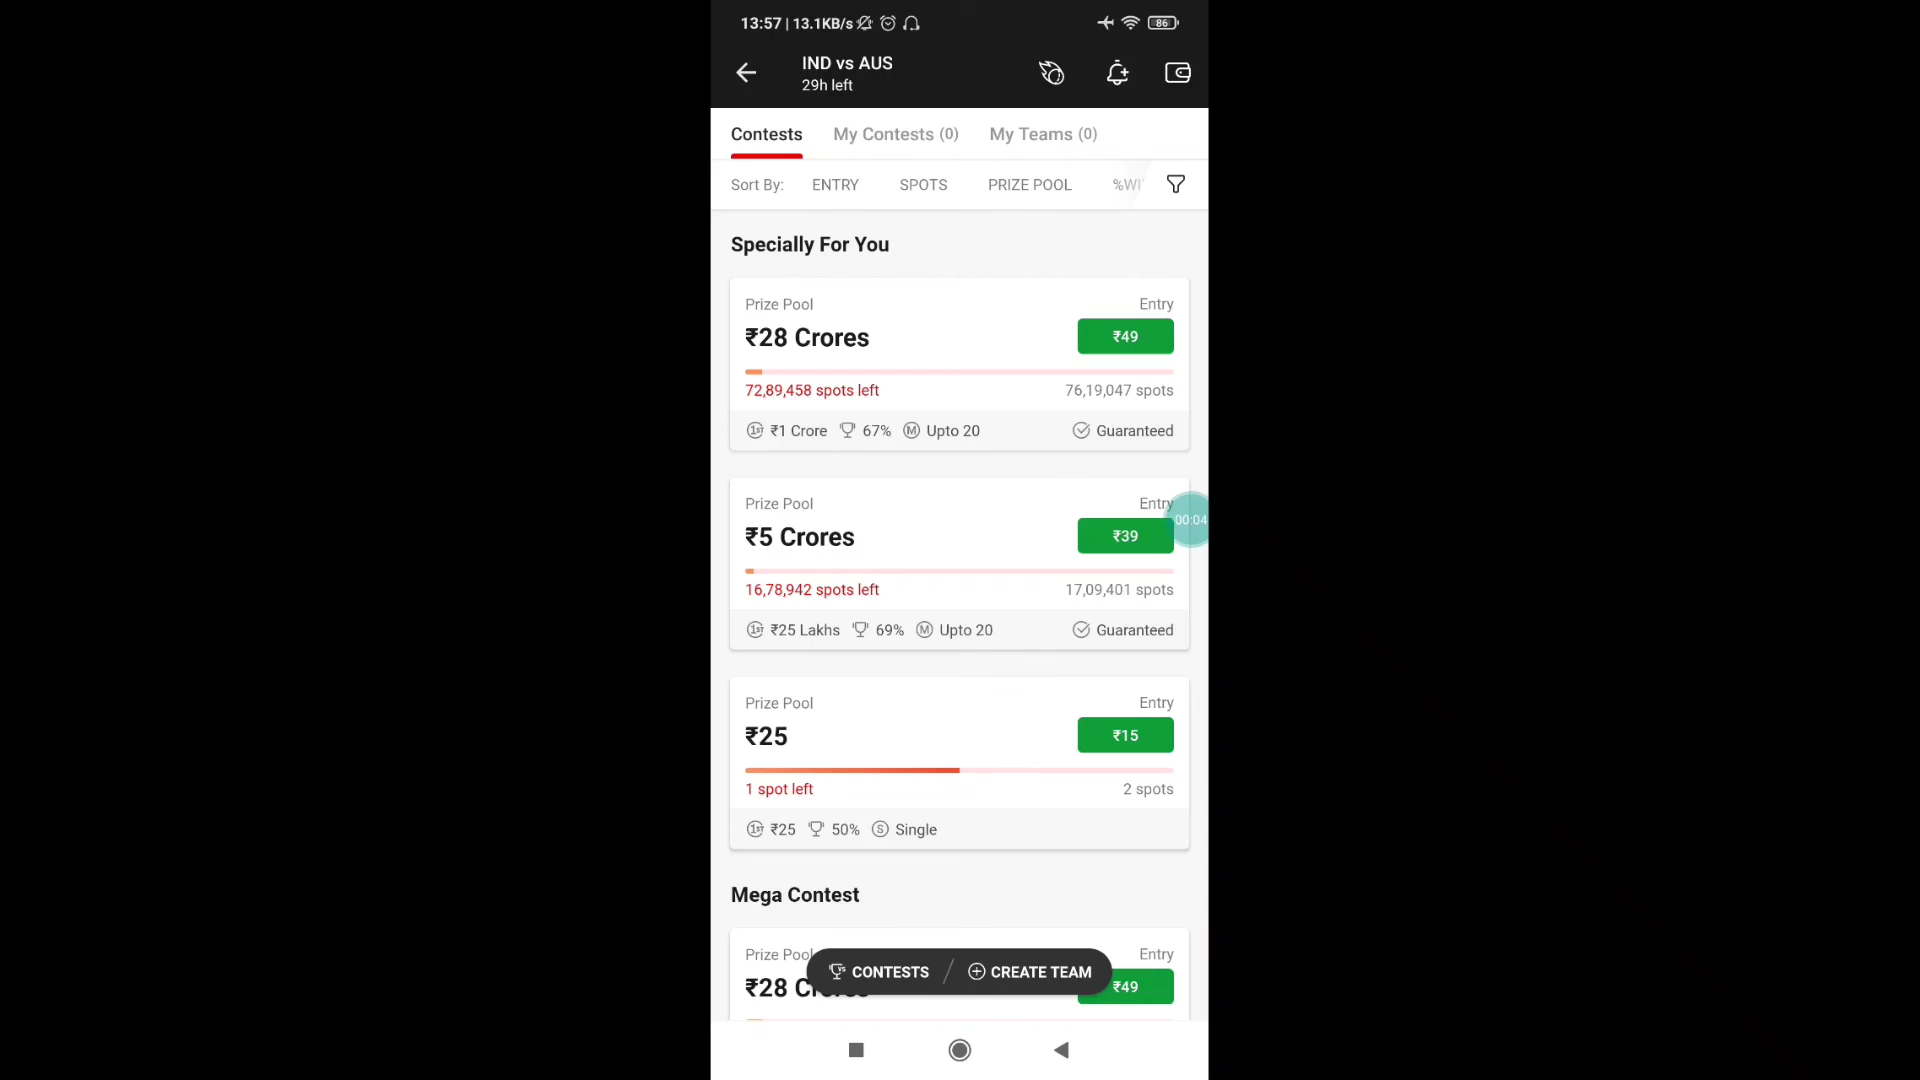 13:57 | 13.1KB/s 86
IND vs AUS
29h left
Contests My Contests (0) My Teams (0)
Sort By: ENTRY SPOTS PRIZE POOL %WI
Specially For You
Prize Pool Entry
₹28 Crores ₹49
72,89,458 spots left 76,19,047 spots
1ST ₹1 Crore 67% M Upto 20 Guaranteed
Prize Pool Entry
₹5 Crores ₹39
00:04
16,78,942 spots left 17,09,401 spots
1ST ₹25 Lakhs 69% M Upto 20 Guaranteed
Prize Pool Entry
₹25 ₹15
1 spot left 2 spots
1ST ₹25 50% S Single
Mega Contest
Prize Pool Entry
CONTESTS / CREATE TEAM
₹28 Crores ₹49